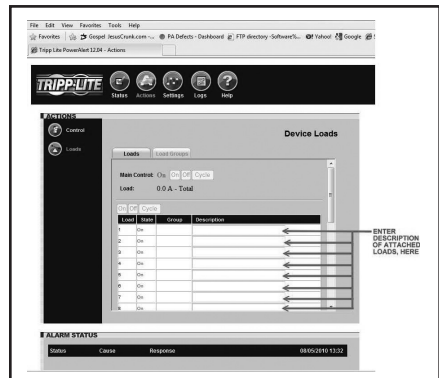 File Edit View Favorites Tools Help
Favorites Gospel JesusCrunk.com PA Defects - Dashboard FTP directory -Software%... Yahoo! Google
Tripp Lite PowerAlert 12.04 - Actions
TRIPP·LITE
Status Actions Settings Logs Help
ACTIONS
Control
Loads
Device Loads
Loads Load Groups
Main Control: On On Off Cycle
Load: 0.0 A - Total
On Off Cycle
Load State Group Description
1 On
2 On
3 On
4 On
5 On
6 On
7 On
8 On
ENTER
DESCRIPTION
OF ATTACHED
LOADS, HERE
ALARM STATUS
Status Cause Response 08/05/2010 13:32